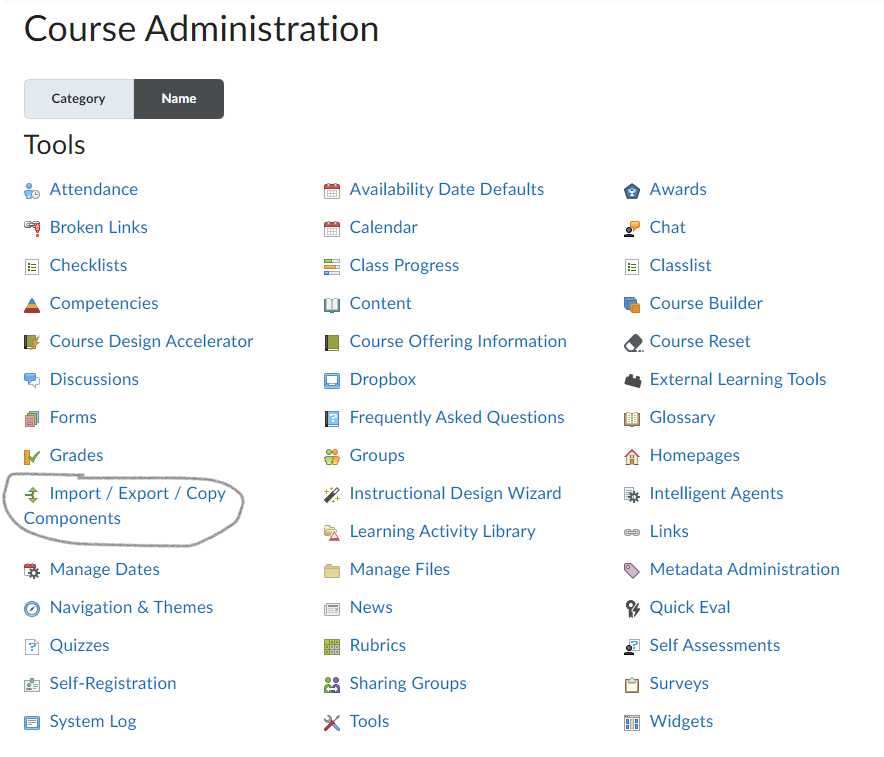 Course Administration
Category Name
Tools
Attendance Availability Date Defaults Awards
Broken Links Calendar Chat
Checklists Class Progress Classlist
Competencies Content Course Builder
Course Design Accelerator Course Offering Information Course Reset
Discussions Dropbox External Learning Tools
Forms Frequently Asked Questions Glossary
Grades Groups Homepages
Import / Export / Copy Instructional Design Wizard Intelligent Agents
Components
Learning Activity Library Links
Manage Dates Manage Files Metadata Administration
Navigation & Themes News Quick Eval
Quizzes Rubrics Self Assessments
Self-Registration Sharing Groups Surveys
System Log Tools Widgets